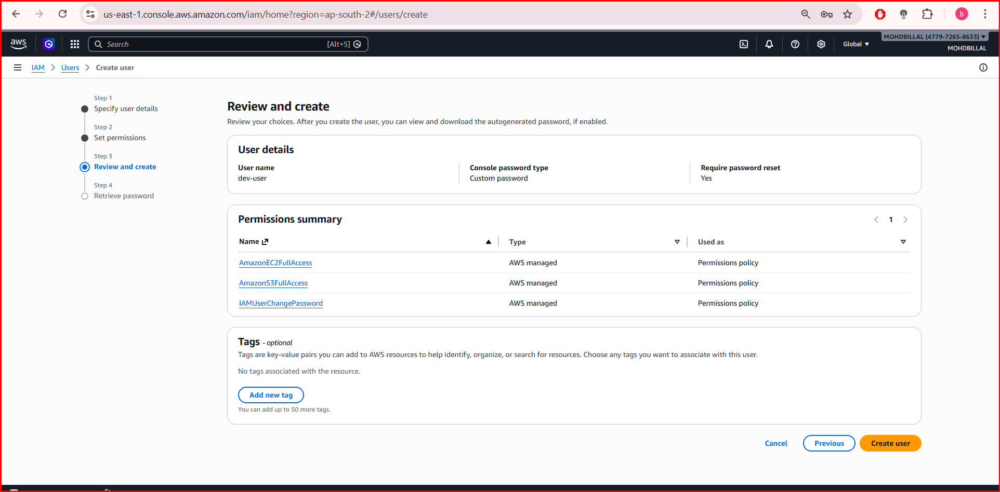 us-east-1.console.aws.amazon.com/iam/home?region=ap-south-2#/users/create
b
aws
Search
[Alt+S]
Global
MOHDBILLAL (4779-7265-8633)
MOHDBILLAL
IAM
Users
Create user
Step 1
Specify user details
Step 2
Set permissions
Step 3
Review and create
Step 4
Retrieve password
Review and create
Review your choices. After you create the user, you can view and download the autogenerated password, if enabled.
User details
User name
dev-user
Console password type
Custom password
Require password reset
Yes
Permissions summary
1
Name
Type
Used as
AmazonEC2FullAccess
AWS managed
Permissions policy
AmazonS3FullAccess
AWS managed
Permissions policy
IAMUserChangePassword
AWS managed
Permissions policy
Tags - optional
Tags are key-value pairs you can add to AWS resources to help identify, organize, or search for resources. Choose any tags you want to associate with this user.
No tags associated with the resource.
Add new tag
You can add up to 50 more tags.
Cancel
Previous
Create user